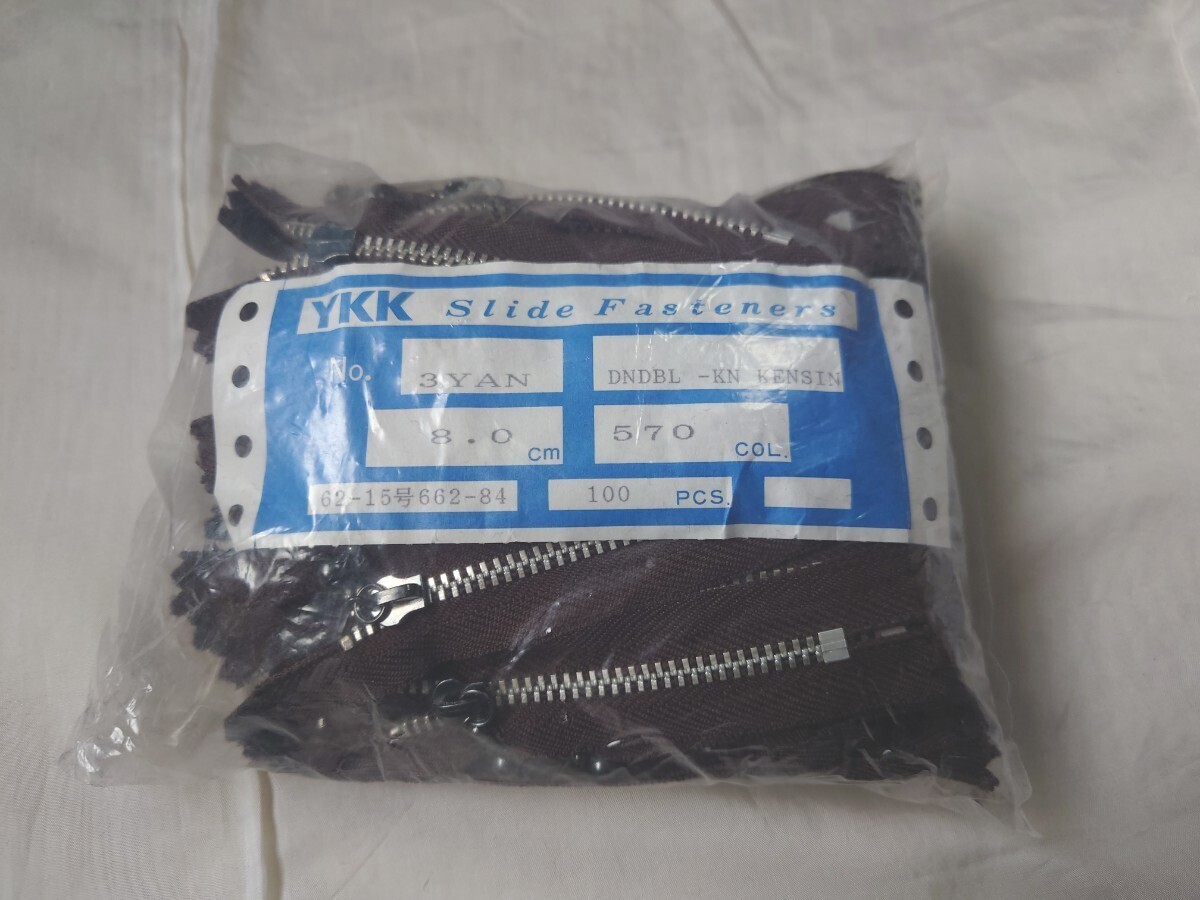 YKK Slide Fasteners
No. 3YAN DNDBL -KN KENSIN
8.0 cm 570 COL.
62-15号662-84 100 PCS.